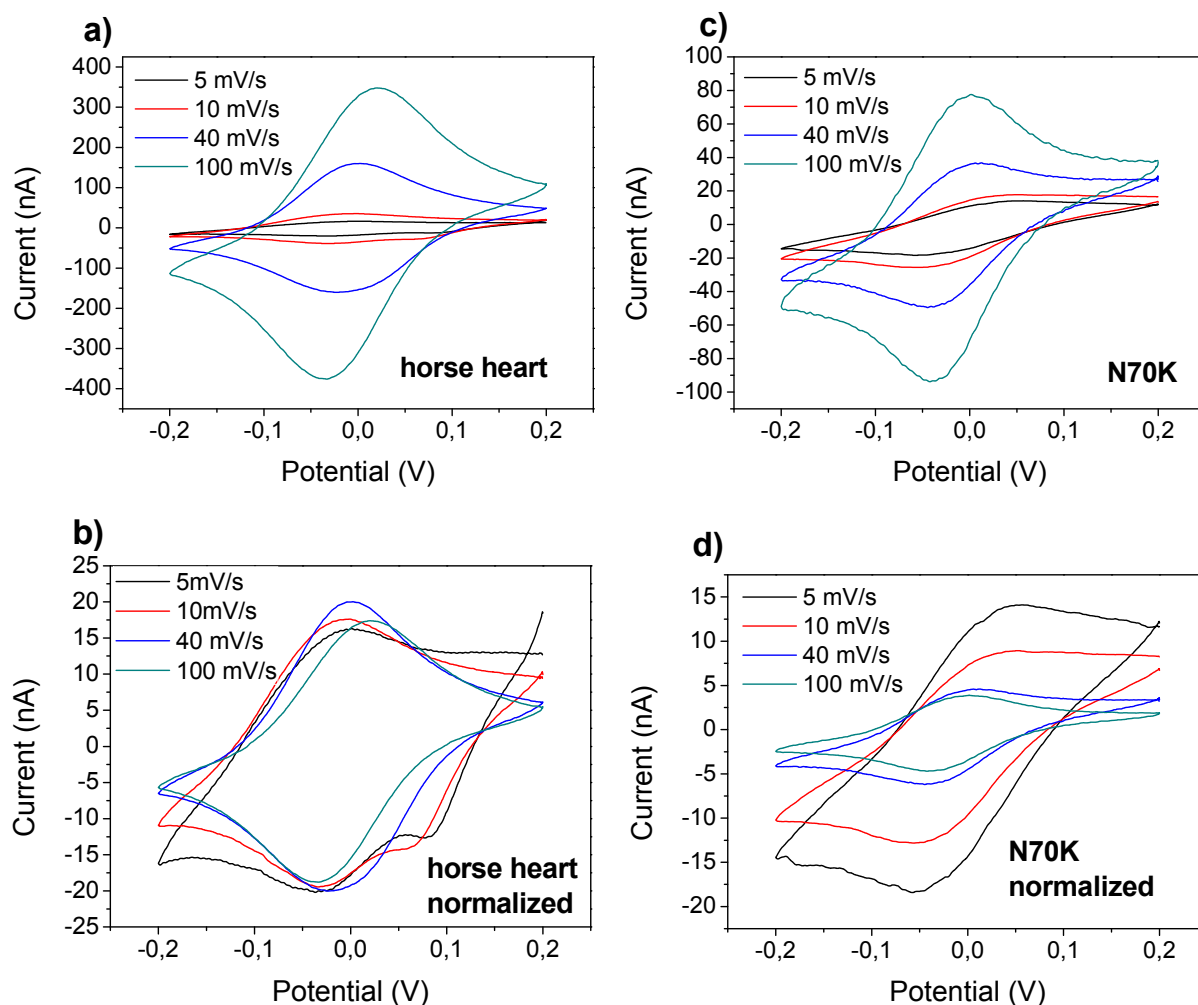 a)
5 mV/s
10 mV/s
40 mV/s
100 mV/s
400
300
200
100
0
-100
-200
-300
-400
Current (nA)
horse heart
-0,2 -0,1 0,0 0,1 0,2
Potential (V)
c)
5 mV/s
10 mV/s
40 mV/s
100 mV/s
100
80
60
40
20
0
-20
-40
-60
-80
-100
Current (nA)
N70K
-0,2 -0,1 0,0 0,1 0,2
Potential (V)
b)
5mV/s
10mV/s
40 mV/s
100 mV/s
25
20
15
10
5
0
-5
-10
-15
-20
-25
Current (nA)
horse heart
normalized
-0,2 -0,1 0,0 0,1 0,2
Potential (V)
d)
5 mV/s
10 mV/s
40 mV/s
100 mV/s
15
10
5
0
-5
-10
-15
-20
Current (nA)
N70K
normalized
-0,2 -0,1 0,0 0,1 0,2
Potential (V)